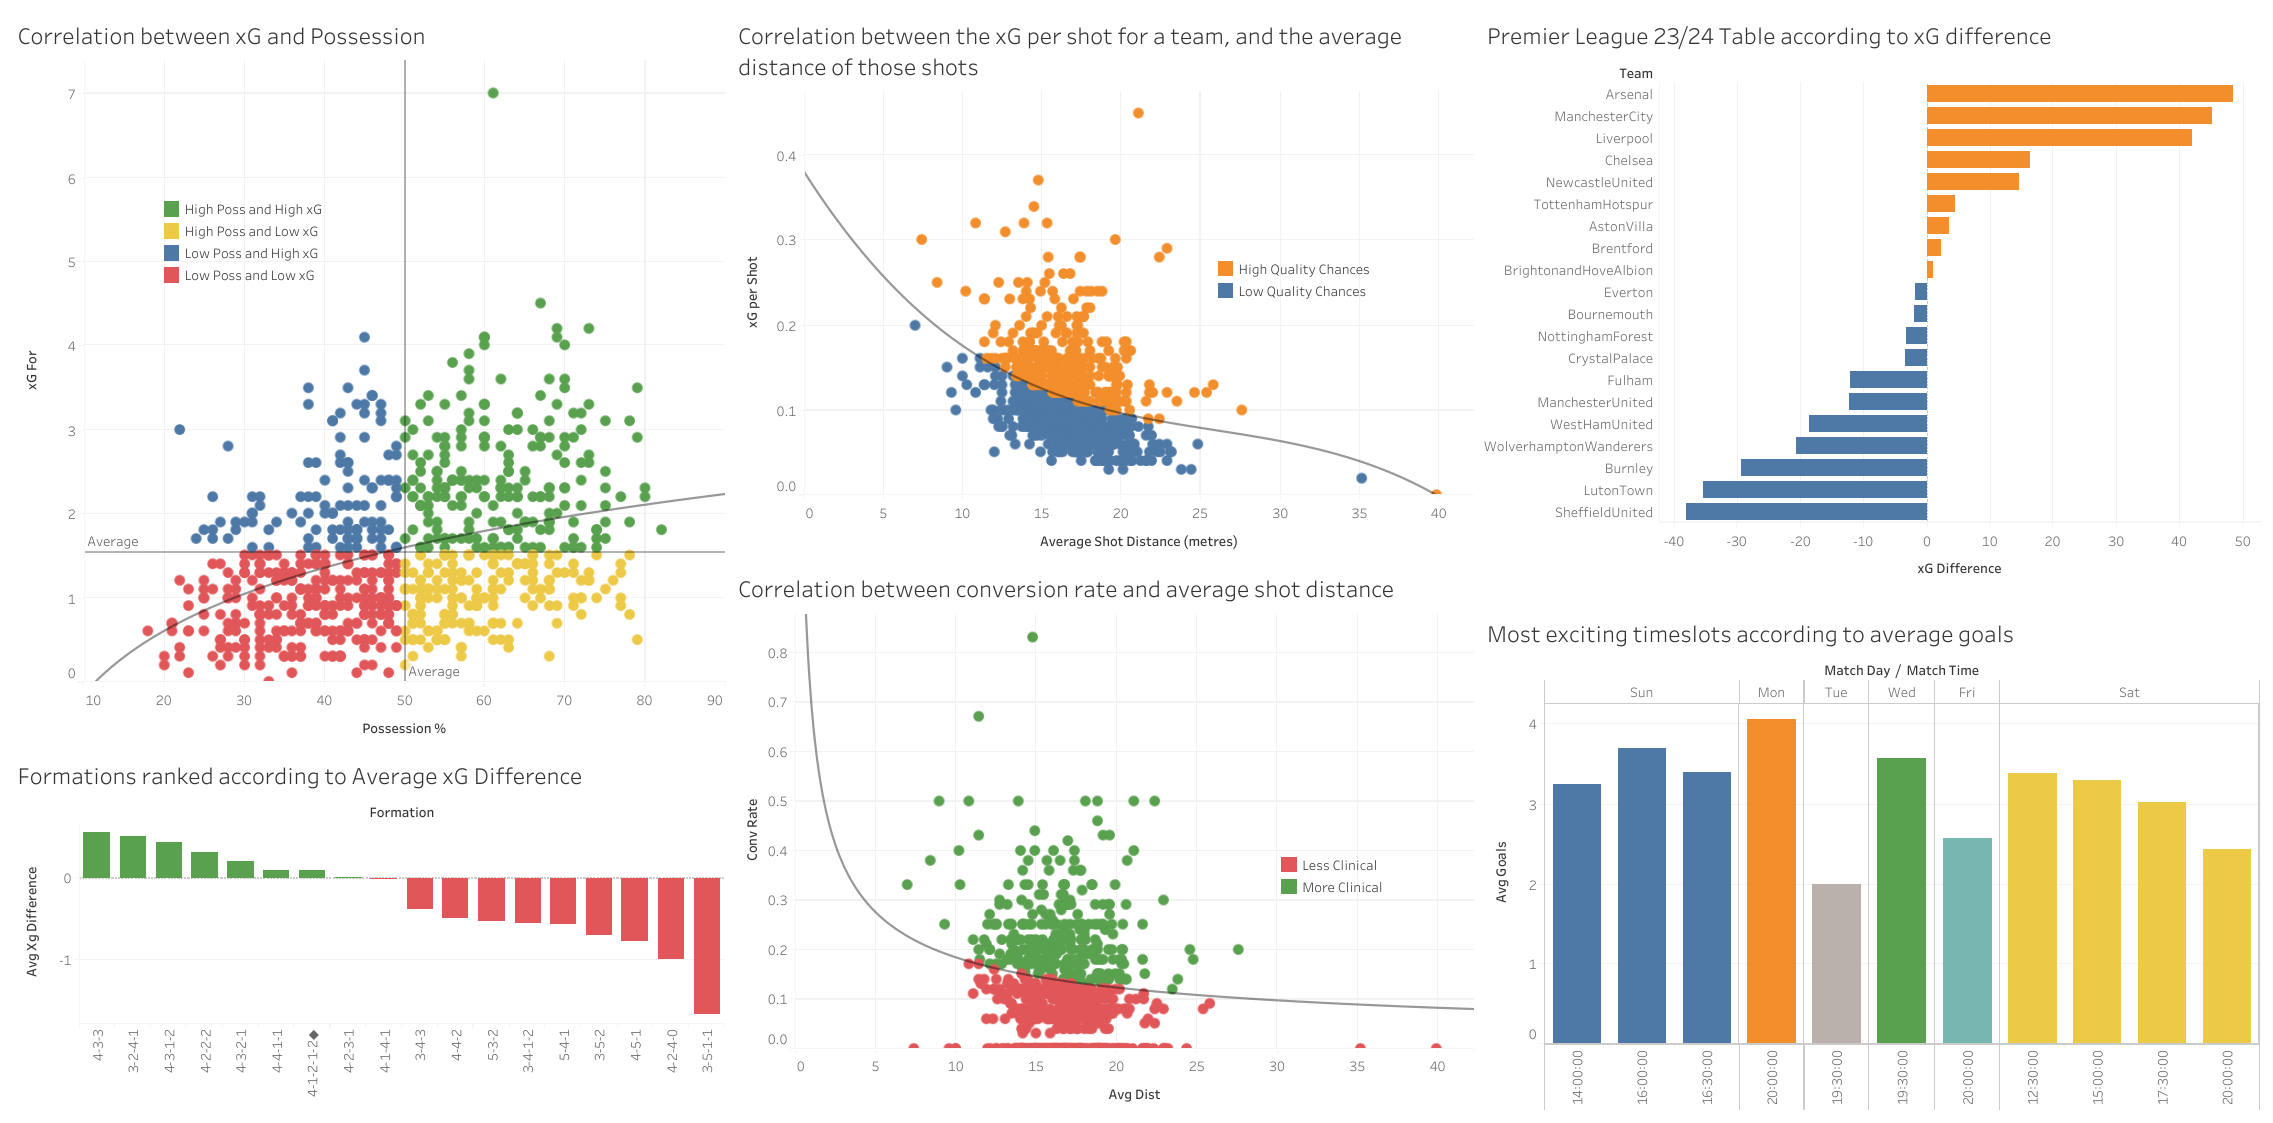 Correlation between xG and Possession
xG For
7
6
5
4
3
2
1
0
High Poss and High xG
High Poss and Low xG
Low Poss and High xG
Low Poss and Low xG
Average
Average
10 20 30 40 50 60 70 80 90
Possession %
Formations ranked according to Average xG Difference
Formation
Avg Xg Difference
0
-1
4-3-3
3-2-4-1
4-3-1-2
4-2-2-2
4-3-2-1
4-4-1-1
4-1-2-1-2◆
4-2-3-1
4-1-4-1
3-4-3
4-4-2
5-3-2
3-4-1-2
5-4-1
3-5-2
4-5-1
4-2-4-0
3-5-1-1
Correlation between the xG per shot for a team, and the average
distance of those shots
xG per Shot
0.4
0.3
0.2
0.1
0.0
High Quality Chances
Low Quality Chances
0 5 10 15 20 25 30 35 40
Average Shot Distance (metres)
Correlation between conversion rate and average shot distance
Conv Rate
0.8
0.7
0.6
0.5
0.4
0.3
0.2
0.1
0.0
Less Clinical
More Clinical
0 5 10 15 20 25 30 35 40
Avg Dist
Premier League 23/24 Table according to xG difference
Team
Arsenal
ManchesterCity
Liverpool
Chelsea
NewcastleUnited
TottenhamHotspur
AstonVilla
Brentford
BrightonandHoveAlbion
Everton
Bournemouth
NottinghamForest
CrystalPalace
Fulham
ManchesterUnited
WestHamUnited
WolverhamptonWanderers
Burnley
LutonTown
SheffieldUnited
-40 -30 -20 -10 0 10 20 30 40 50
xG Difference
Most exciting timeslots according to average goals
Match Day / Match Time
Sun Mon Tue Wed Fri Sat
Avg Goals
4
3
2
1
0
14:00:00
16:00:00
16:30:00
20:00:00
19:30:00
19:30:00
20:00:00
12:30:00
15:00:00
17:30:00
20:00:00